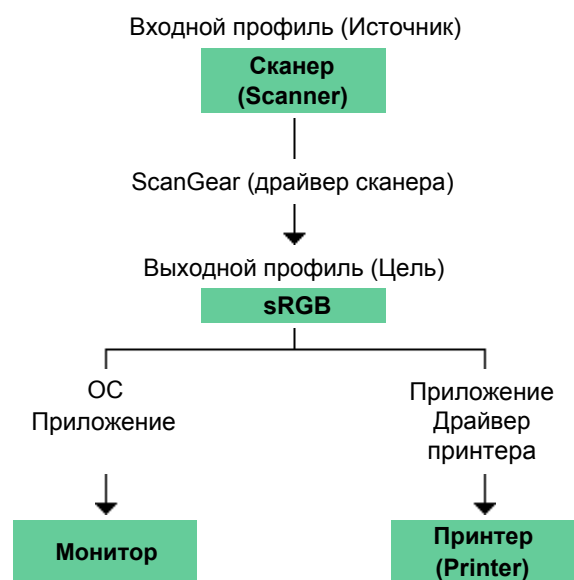 Входной профиль (Источник)
Сканер
(Scanner)
ScanGear (драйвер сканера)
Выходной профиль (Цель)
sRGB
ОС
Приложение
Приложение
Драйвер
принтера
Монитор
Принтер
(Printer)